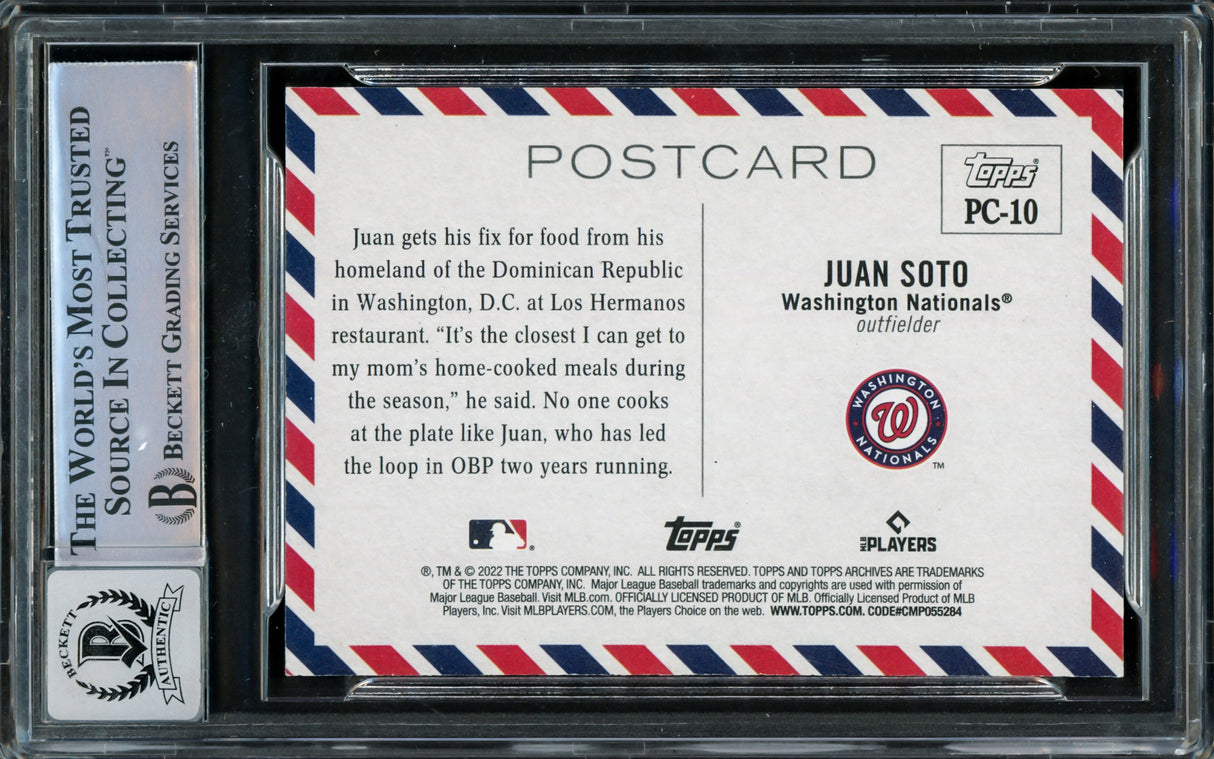 THE WORLD'S MOST TRUSTED
SOURCE IN COLLECTING™
B BECKETT GRADING SERVICES
BECKETT
B
AUTHENTIC
POSTCARD
topps®
PC-10
Juan gets his fix for food from his
homeland of the Dominican Republic
in Washington, D.C. at Los Hermanos
restaurant. “It’s the closest I can get to
my mom’s home-cooked meals during
the season,” he said. No one cooks
at the plate like Juan, who has led
the loop in OBP two years running.
JUAN SOTO
Washington Nationals®
outfielder
WASHINGTON
W
NATIONALS
™
®
topps®
MLB PLAYERS
®, TM & © 2022 THE TOPPS COMPANY, INC. ALL RIGHTS RESERVED. TOPPS AND TOPPS ARCHIVES ARE TRADEMARKS
OF THE TOPPS COMPANY, INC. Major League Baseball trademarks and copyrights are used with permission of
Major League Baseball. Visit MLB.com. OFFICIALLY LICENSED PRODUCT OF MLB. Officially Licensed Product of MLB
Players, Inc. Visit MLBPLAYERS.COM, the Players Choice on the web. WWW.TOPPS.COM. CODE#CMP055284